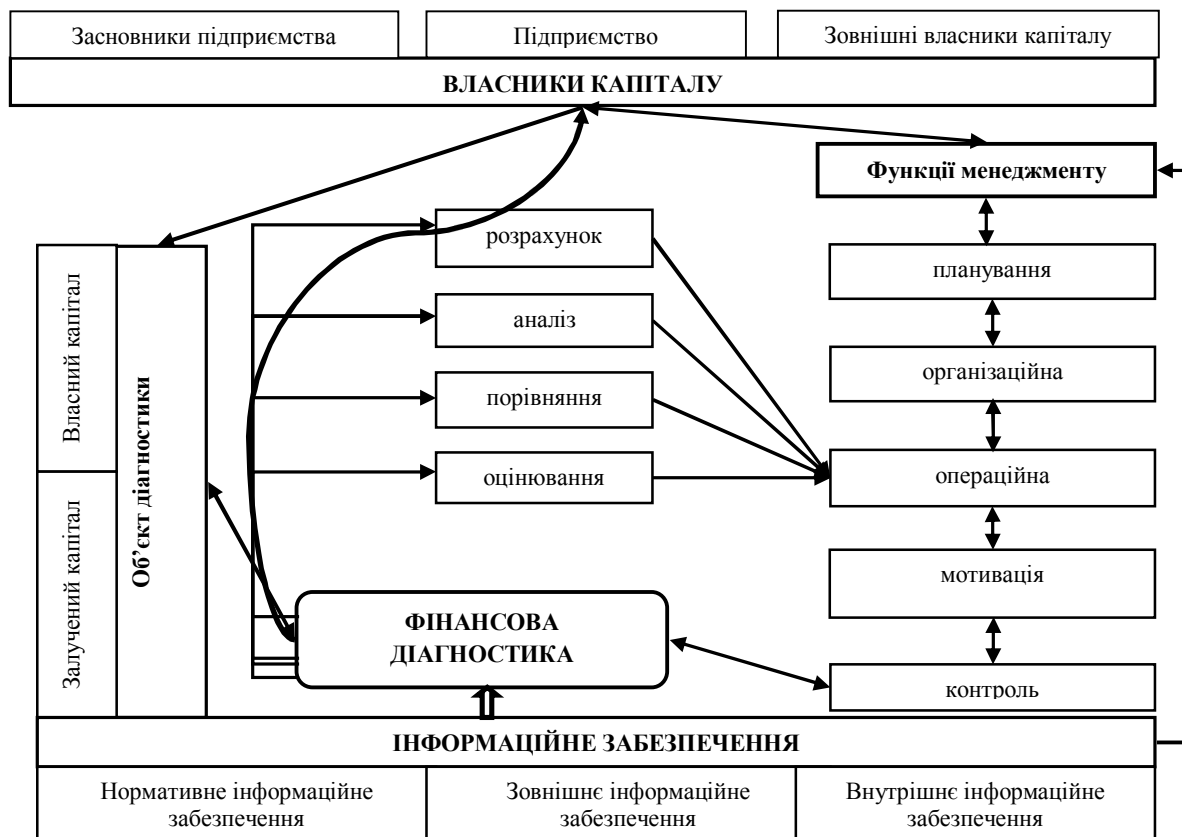 Засновники підприємства
Підприємство
Зовнішні власники капіталу
ВЛАСНИКИ КАПІТАЛУ
Функції менеджменту
Власний капітал
Залучений капітал
Об’єкт діагностики
розрахунок
аналіз
порівняння
оцінювання
планування
організаційна
операційна
мотивація
контроль
ФІНАНСОВА
ДІАГНОСТИКА
ІНФОРМАЦІЙНЕ ЗАБЕЗПЕЧЕННЯ
Нормативне інформаційне
забезпечення
Зовнішнє інформаційне
забезпечення
Внутрішнє інформаційне
забезпечення